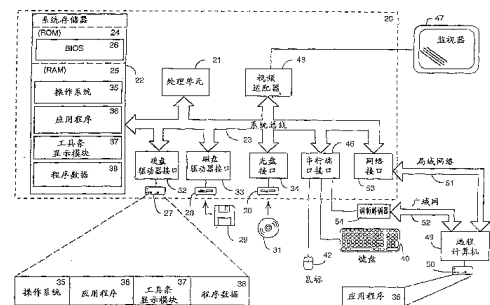 系统存储器
20
47
(ROM) 24
BIOS 26
(RAM) 25
22
操作系统 35
应用程序 36
工具条
显示模块 37
程序数据 38
21
处理单元
48
视频
适配器
监视器
系统总线
23
46
硬盘
驱动器接口
磁盘
驱动器接口
光盘
接口
串行端
口接口
网络
接口
局域网络
51
32
33
34
53
27
28
30
54
调制解调器
广域网
52
29
31
42
鼠标
键盘
40
49
远程
计算机
50
操作系统 35
应用程序 36
工具条
显示模块 37
程序数据 38
应用程序 36